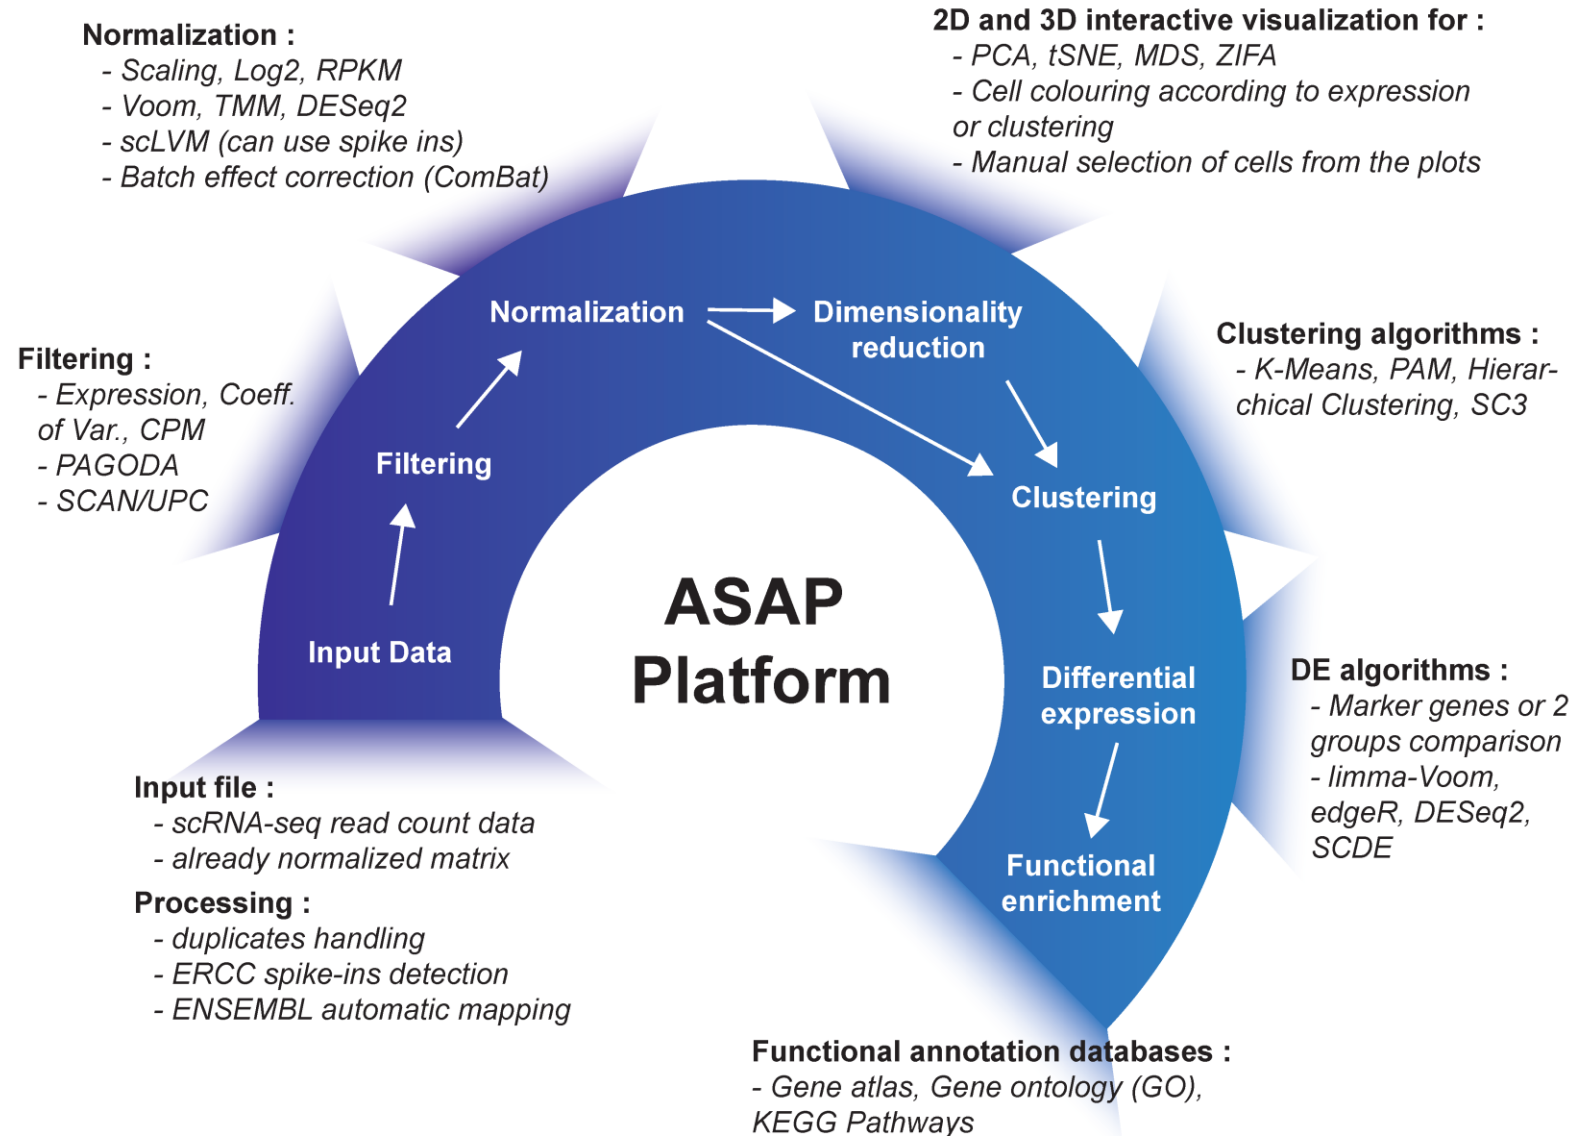 Normalization :
- Scaling, Log2, RPKM
- Voom, TMM, DESeq2
- scLVM (can use spike ins)
- Batch effect correction (ComBat)
2D and 3D interactive visualization for :
- PCA, tSNE, MDS, ZIFA
- Cell colouring according to expression
or clustering
- Manual selection of cells from the plots
Filtering :
- Expression, Coeff.
of Var., CPM
- PAGODA
- SCAN/UPC
Clustering algorithms :
- K-Means, PAM, Hierar-
chical Clustering, SC3
Normalization
Dimensionality
reduction
Filtering
Clustering
Input Data
ASAP
Platform
Differential
expression
Functional
enrichment
DE algorithms :
- Marker genes or 2
groups comparison
- limma-Voom,
edgeR, DESeq2,
SCDE
Input file :
- scRNA-seq read count data
- already normalized matrix
Processing :
- duplicates handling
- ERCC spike-ins detection
- ENSEMBL automatic mapping
Functional annotation databases :
- Gene atlas, Gene ontology (GO),
KEGG Pathways